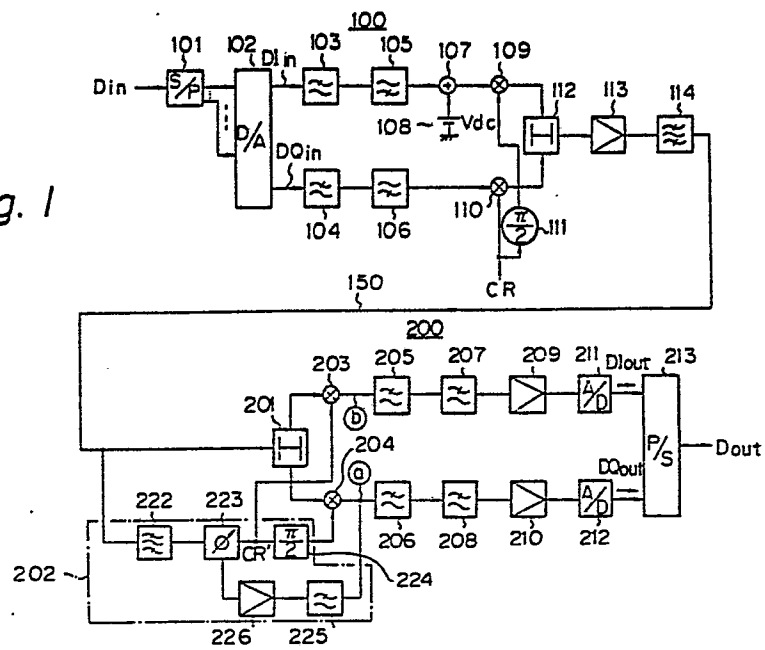 100
101
102
DIin
103
105
107
109
Din
S/P
D/A
112
113
114
108
Vdc
DQin
104
106
110
π/2
111
CR
g. 1
150
200
203
205
207
209
211
DIout
213
201
b
A/D
204
a
P/S
Dout
DQout
222
223
π/2
206
208
210
A/D
212
CR'
202
224
226
225